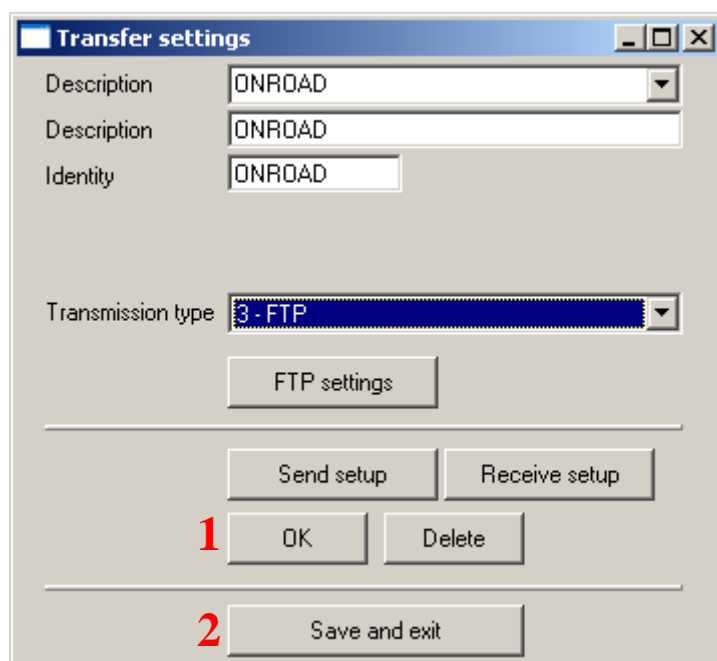 Transfer settings
Description ONROAD
Description ONROAD
Identity ONROAD
Transmission type 3 - FTP
FTP settings
Send setup Receive setup
1 OK Delete
2 Save and exit